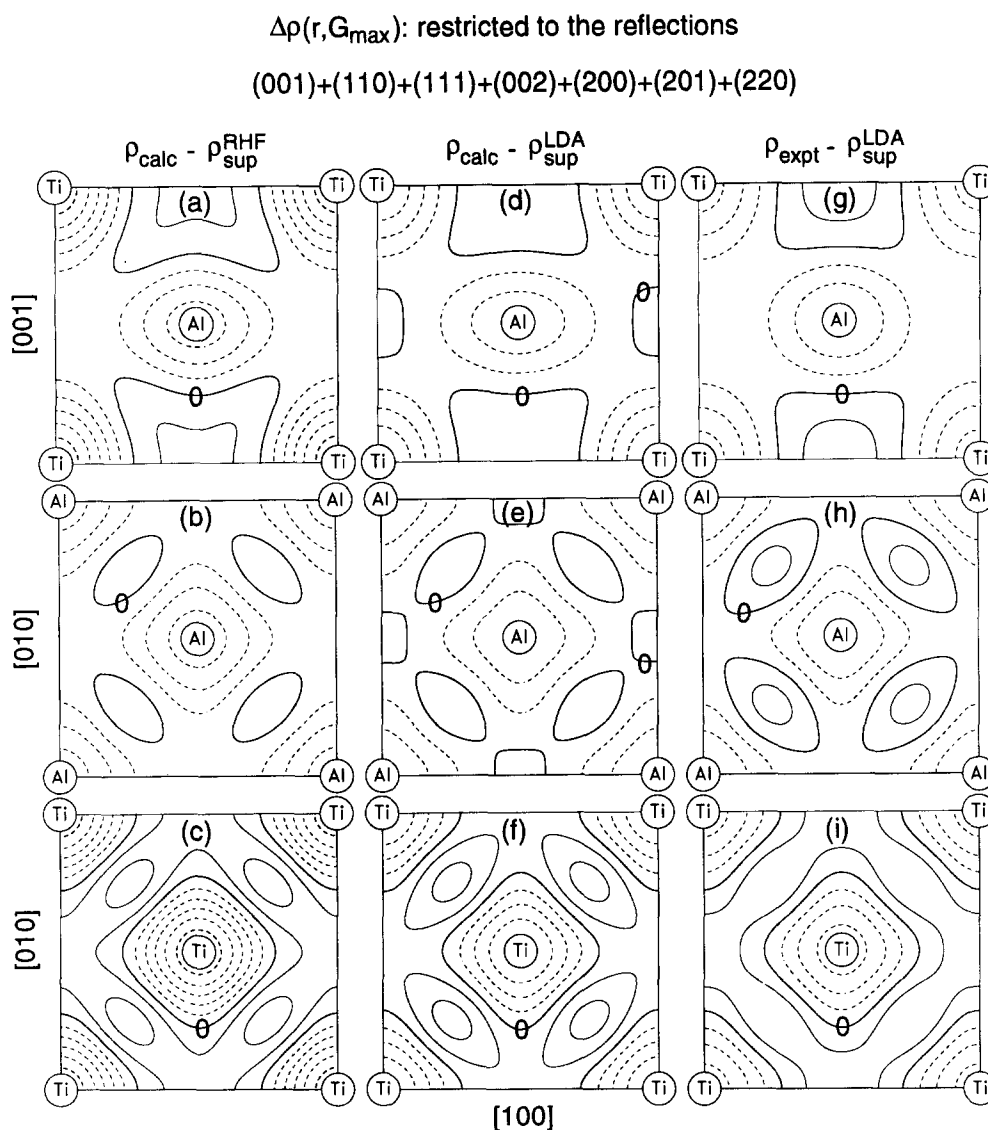 Δρ(r,G_max): restricted to the reflections
(001)+(110)+(111)+(002)+(200)+(201)+(220)
ρ_calc - ρ_sup^RHF
ρ_calc - ρ_sup^LDA
ρ_expt - ρ_sup^LDA
Ti (a) Ti Ti (d) Ti Ti (g) Ti
[001]
0
Al Al Al
0 0 0
Ti Ti Ti Ti Ti Ti
Al (b) Al Al (e) Al Al (h) Al
[010]
0 0 0
Al Al Al
0
Al Al Al Al Al Al
Ti (c) Ti Ti (f) Ti Ti (i) Ti
[010]
Ti Ti Ti
0 0 0
Ti Ti Ti Ti Ti Ti
[100]